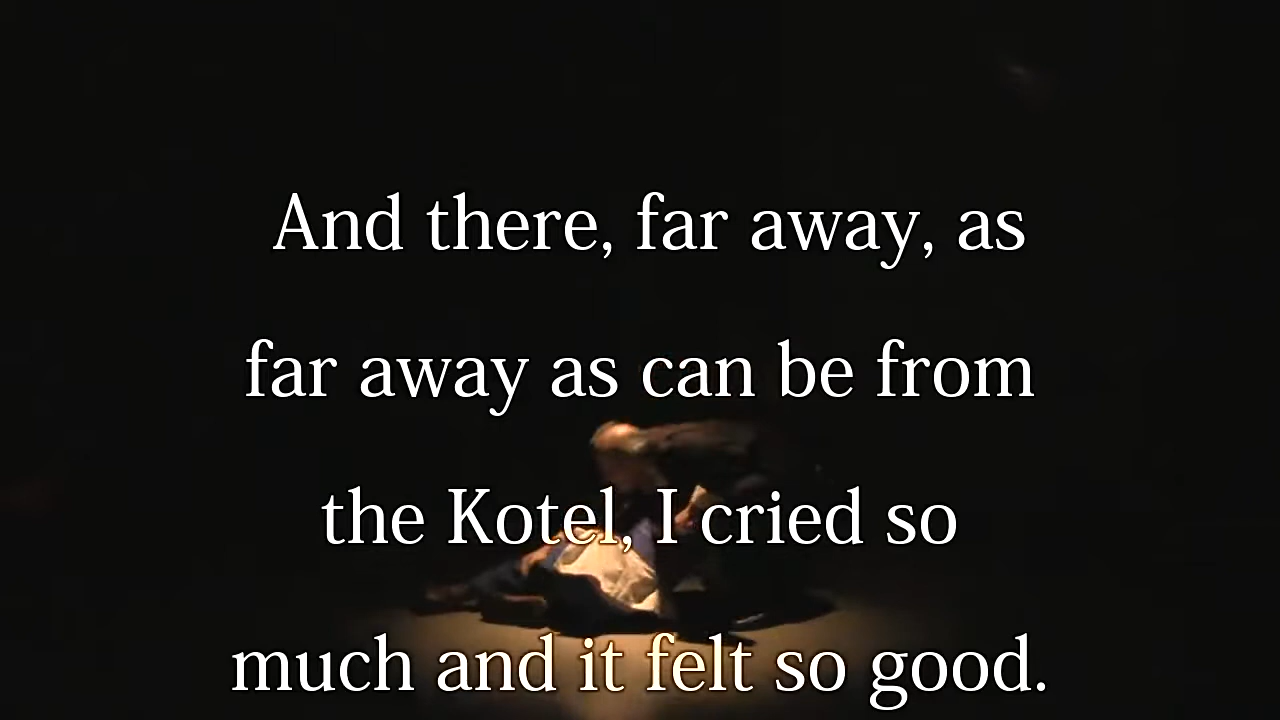 And there, far away, as
far away as can be from
the Kotel, I cried so
much and it felt so good.